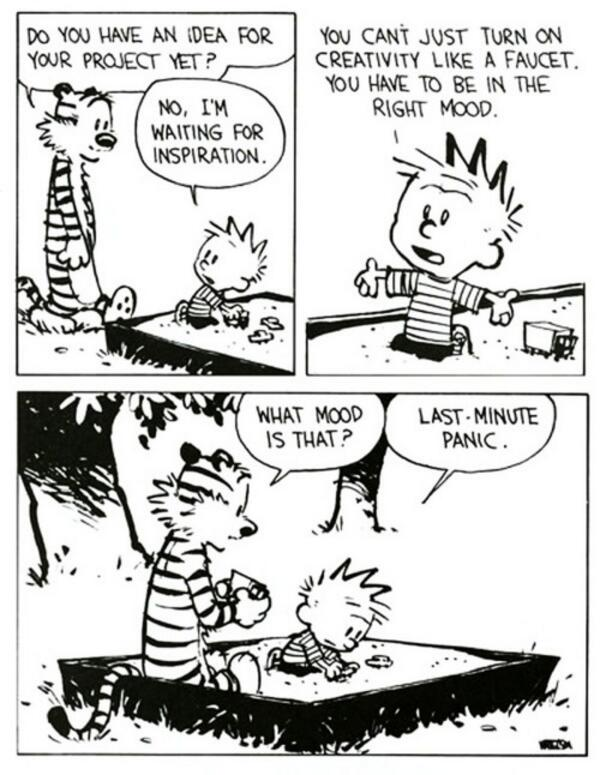 DO YOU HAVE AN IDEA FOR
YOUR PROJECT YET?
NO, I'M
WAITING FOR
INSPIRATION.
YOU CAN'T JUST TURN ON
CREATIVITY LIKE A FAUCET.
YOU HAVE TO BE IN THE
RIGHT MOOD.
WHAT MOOD
IS THAT?
LAST-MINUTE
PANIC.